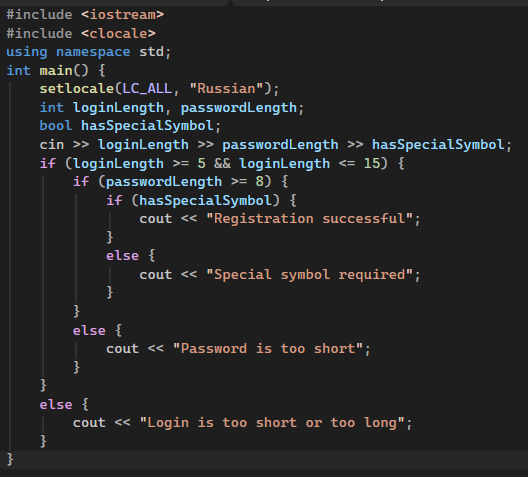 #include <iostream>
#include <clocale>
using namespace std;
int main() {
    setlocale(LC_ALL, "Russian");
    int loginLength, passwordLength;
    bool hasSpecialSymbol;
    cin >> loginLength >> passwordLength >> hasSpecialSymbol;
    if (loginLength >= 5 && loginLength <= 15) {
        if (passwordLength >= 8) {
            if (hasSpecialSymbol) {
                cout << "Registration successful";
            }
            else {
                cout << "Special symbol required";
            }
        }
        else {
            cout << "Password is too short";
        }
    }
    else {
        cout << "Login is too short or too long";
    }
}